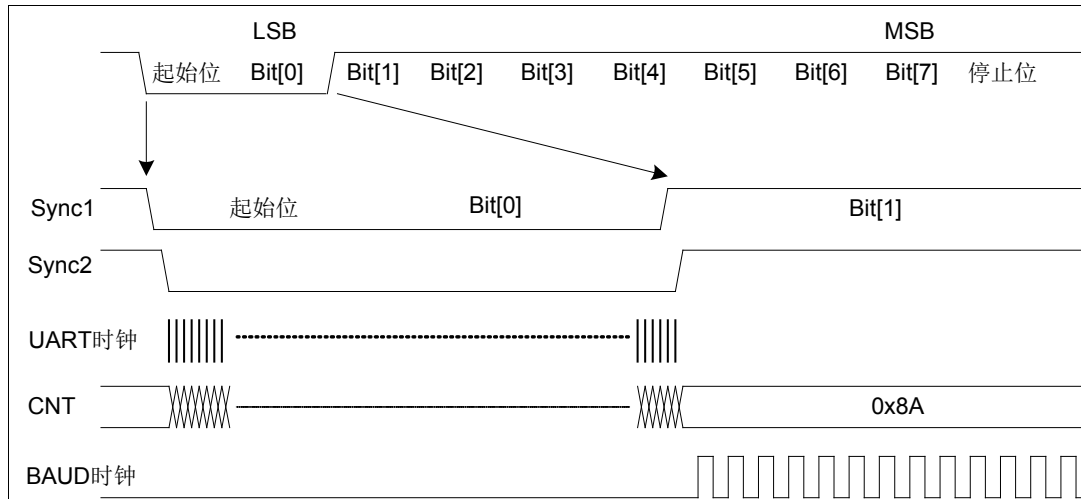 LSB MSB
起始位 Bit[0] Bit[1] Bit[2] Bit[3] Bit[4] Bit[5] Bit[6] Bit[7] 停止位
Sync1 起始位 Bit[0] Bit[1]
Sync2
UART时钟
CNT 0x8A
BAUD时钟